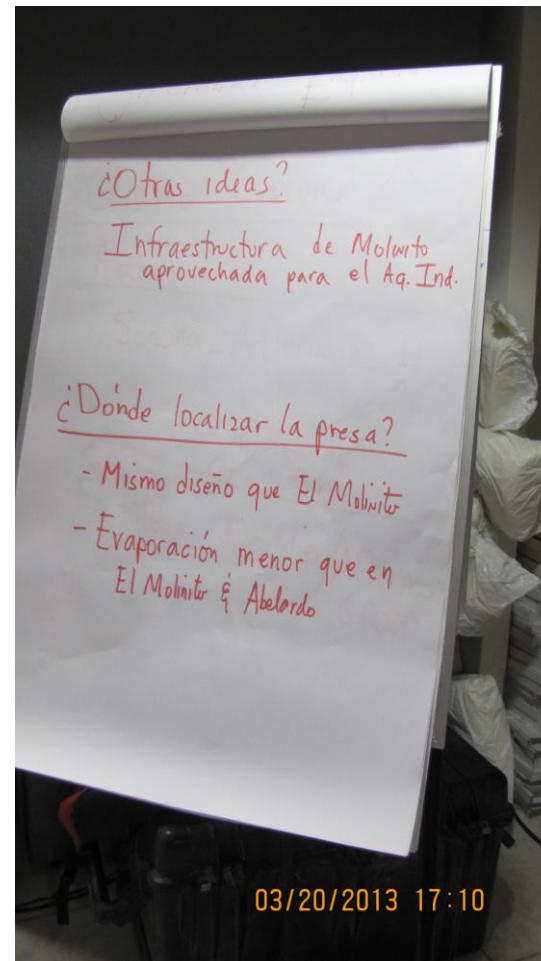 ¿Otras ideas?
Infraestructura de Molinito
aprovechada para el Aq. Ind.
¿Dónde localizar la presa?
- Mismo diseño que El Molinito
- Evaporación menor que en
El Molinito & Abelardo
03/20/2013 17:10